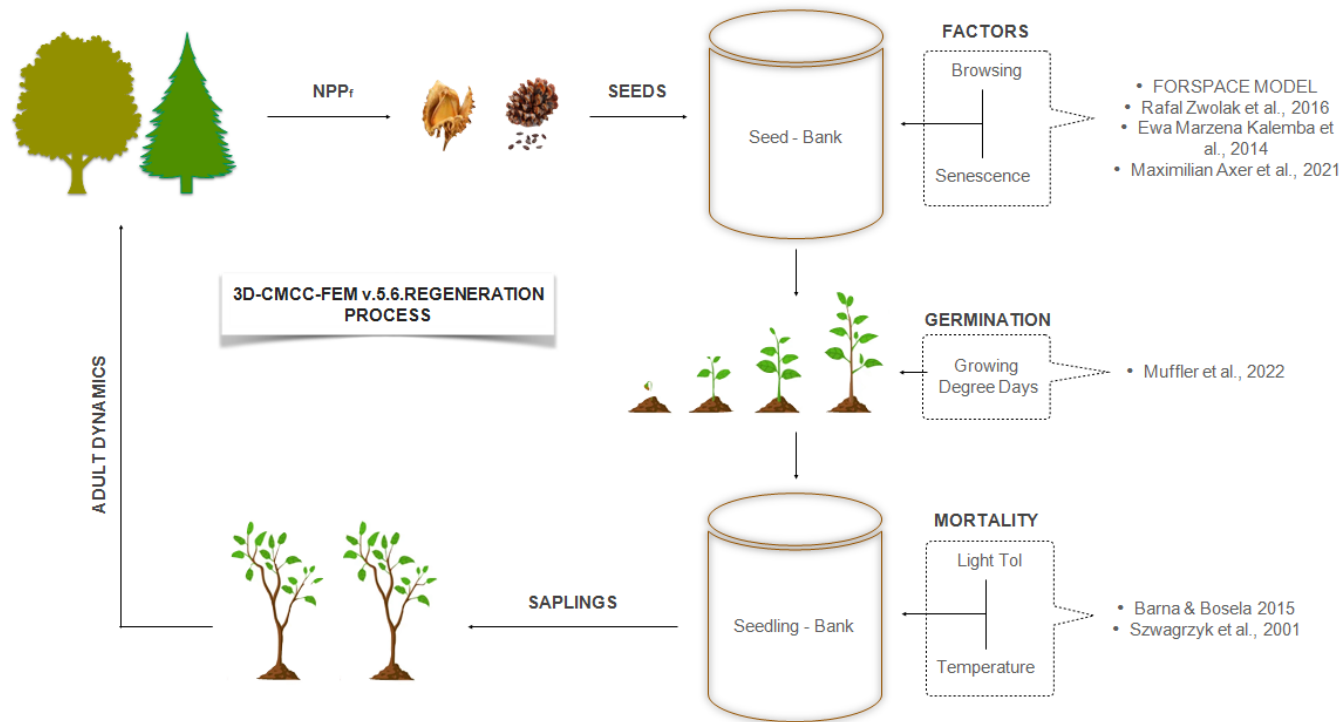 FACTORS
Browsing
Senescence
• FORSPACE MODEL
• Rafal Zwolak et al., 2016
• Ewa Marzena Kalemba et
al., 2014
• Maximilian Axer et al., 2021
NPPf
SEEDS
Seed - Bank
3D-CMCC-FEM v.5.6.REGENERATION
PROCESS
GERMINATION
Growing
Degree Days
• Muffler et al., 2022
ADULT DYNAMICS
MORTALITY
Light Tol
Temperature
• Barna & Bosela 2015
• Szwagrzyk et al., 2001
SAPLINGS
Seedling - Bank